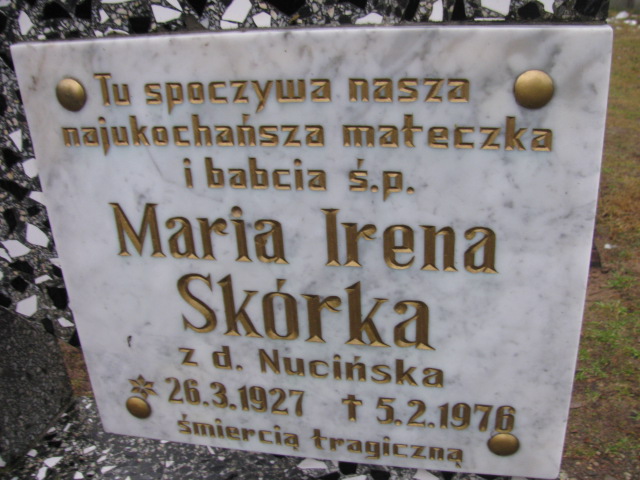 Tu spoczywa nasza
najukochańsza mateczka
i babcia ś.p.
Maria Irena
Skórka
z d. Nucińska
✲ 26.3.1927 † 5.2.1976
śmiercią tragiczną